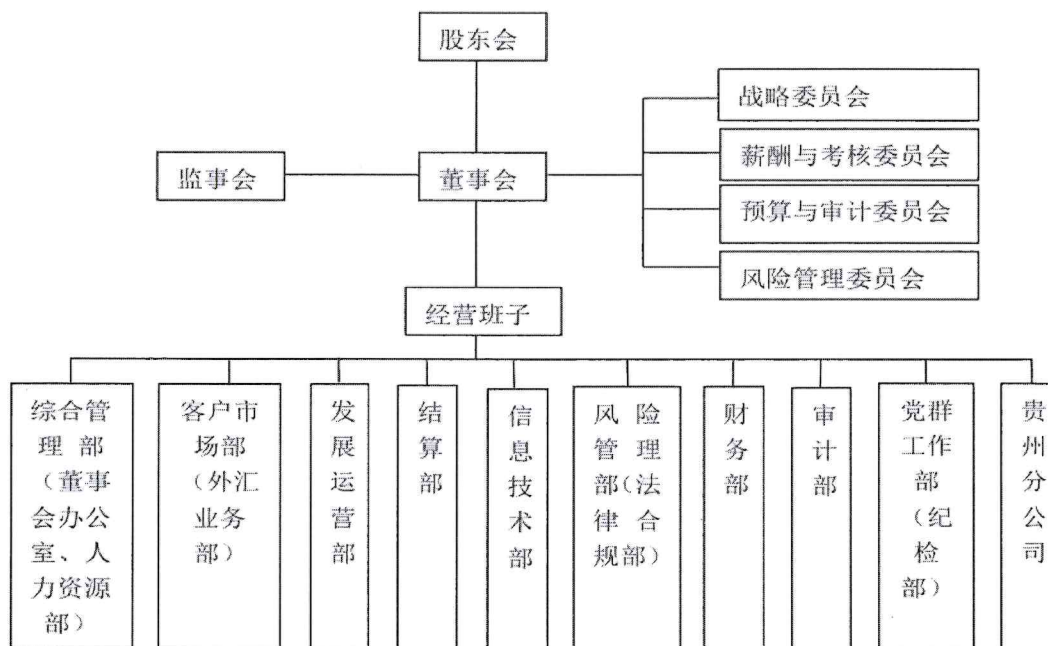 股东会
战略委员会
薪酬与考核委员会
监事会
董事会
预算与审计委员会
风险管理委员会
经营班子
综合管
理 部
(董事
会办公
室、人
力资源
部)
客户市
场部
(外汇
业务
部)
发
展
运
营
部
结
算
部
信
息
技
术
部
风 险
管 理
部(法
律 合
规部)
财
务
部
审
计
部
党群
工作
部
(纪
检
部)
贵
州
分
公
司